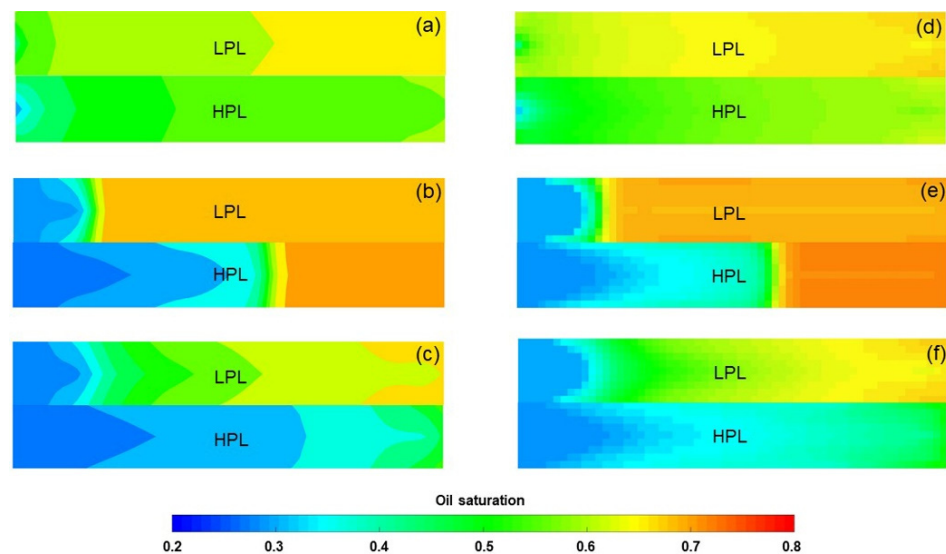 (a)
LPL
HPL
(d)
LPL
HPL
(b)
LPL
HPL
(e)
LPL
HPL
(c)
LPL
HPL
(f)
LPL
HPL
Oil saturation
0.2 0.3 0.4 0.5 0.6 0.7 0.8